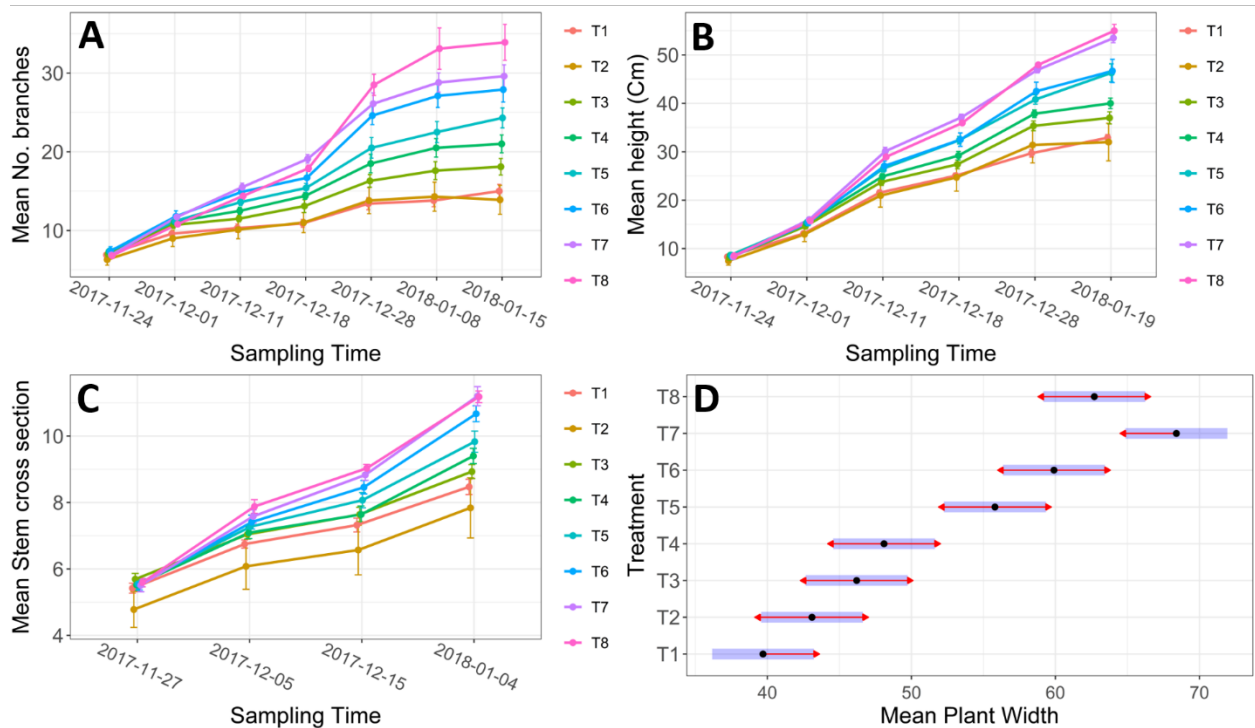 A
Mean No. branches
30
20
10
2017-11-24
2017-12-01
2017-12-11
2017-12-18
2017-12-28
2018-01-08
2018-01-15
Sampling Time
T1
T2
T3
T4
T5
T6
T7
T8
B
Mean height (Cm)
50
40
30
20
10
2017-11-24
2017-12-01
2017-12-11
2017-12-18
2017-12-28
2018-01-19
Sampling Time
T1
T2
T3
T4
T5
T6
T7
T8
C
Mean Stem cross section
10
8
6
4
2017-11-27
2017-12-05
2017-12-15
2018-01-04
Sampling Time
T1
T2
T3
T4
T5
T6
T7
T8
D
Treatment
T8
T7
T6
T5
T4
T3
T2
T1
40
50
60
70
Mean Plant Width